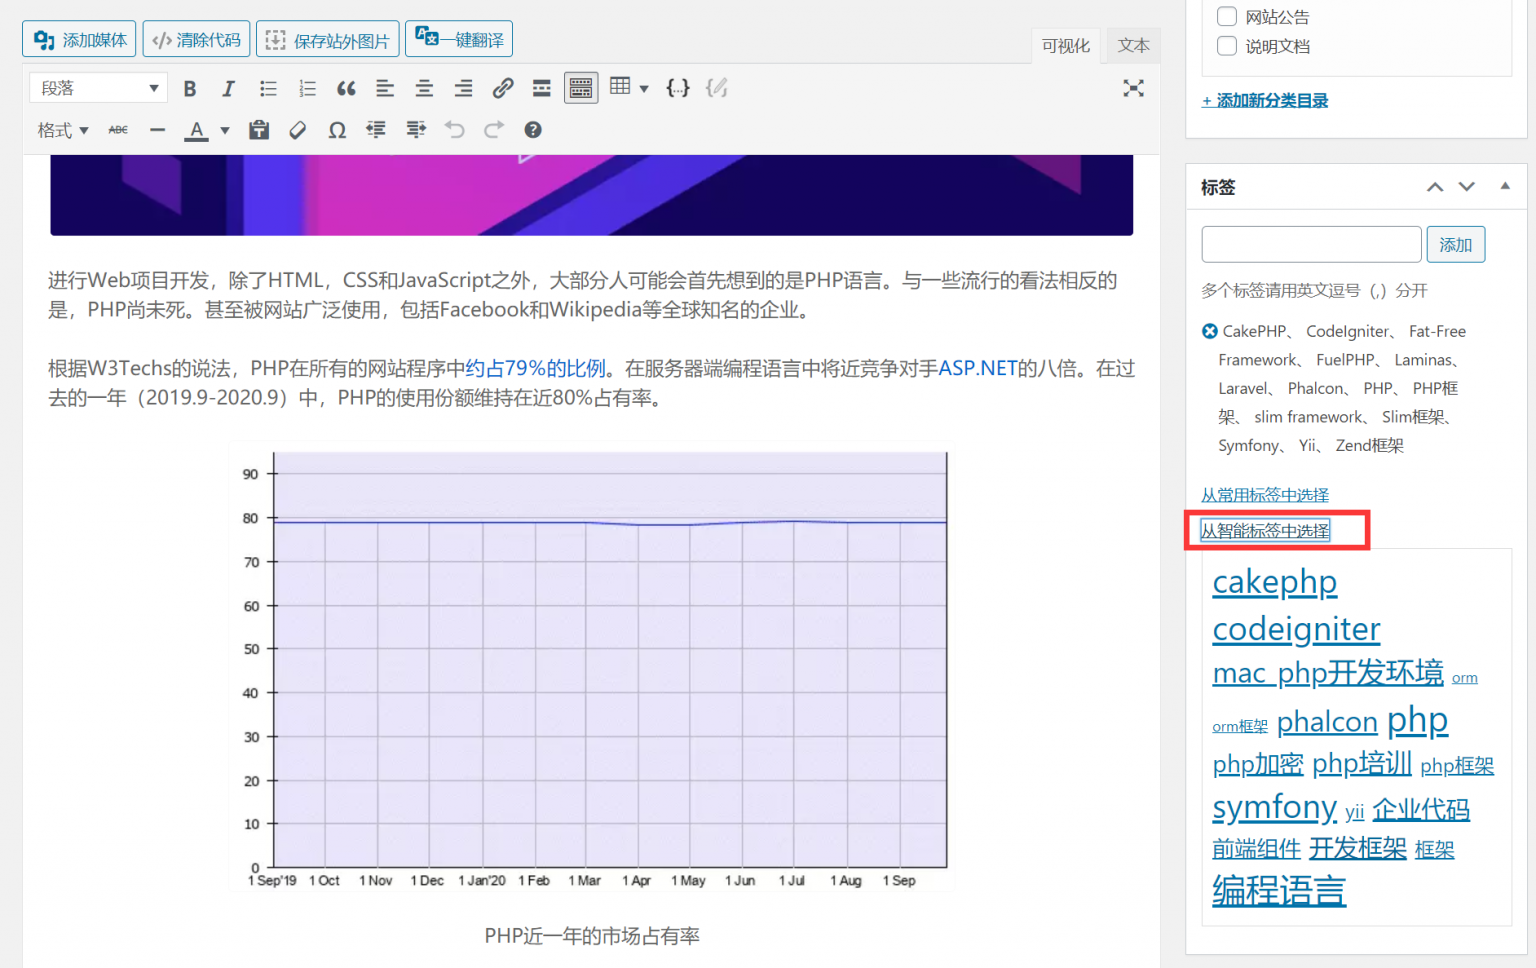 添加媒体 清除代码 保存站外图片 一键翻译
可视化 文本
段落
格式 ABC A
进行Web项目开发，除了HTML，CSS和JavaScript之外，大部分人可能会首先想到的是PHP语言。与一些流行的看法相反的
是，PHP尚未死。甚至被网站广泛使用，包括Facebook和Wikipedia等全球知名的企业。
根据W3Techs的说法，PHP在所有的网站程序中约占79%的比例。在服务器端编程语言中将近竞争对手ASP.NET的八倍。在过
去的一年（2019.9-2020.9）中，PHP的使用份额维持在近80%占有率。
90
80
70
60
50
40
30
20
10
0
1 Sep'19 1 Oct 1 Nov 1 Dec 1 Jan'20 1 Feb 1 Mar 1 Apr 1 May 1 Jun 1 Jul 1 Aug 1 Sep
PHP近一年的市场占有率
网站公告
说明文档
+ 添加新分类目录
标签
添加
多个标签请用英文逗号（,）分开
CakePHP、 CodeIgniter、 Fat-Free
Framework、 FuelPHP、 Laminas、
Laravel、 Phalcon、 PHP、 PHP框
架、 slim framework、 Slim框架、
Symfony、 Yii、 Zend框架
从常用标签中选择
从智能标签中选择
cakephp
codeigniter
mac php开发环境 orm
orm框架 phalcon php
php加密 php培训 php框架
symfony yii 企业代码
前端组件 开发框架 框架
编程语言